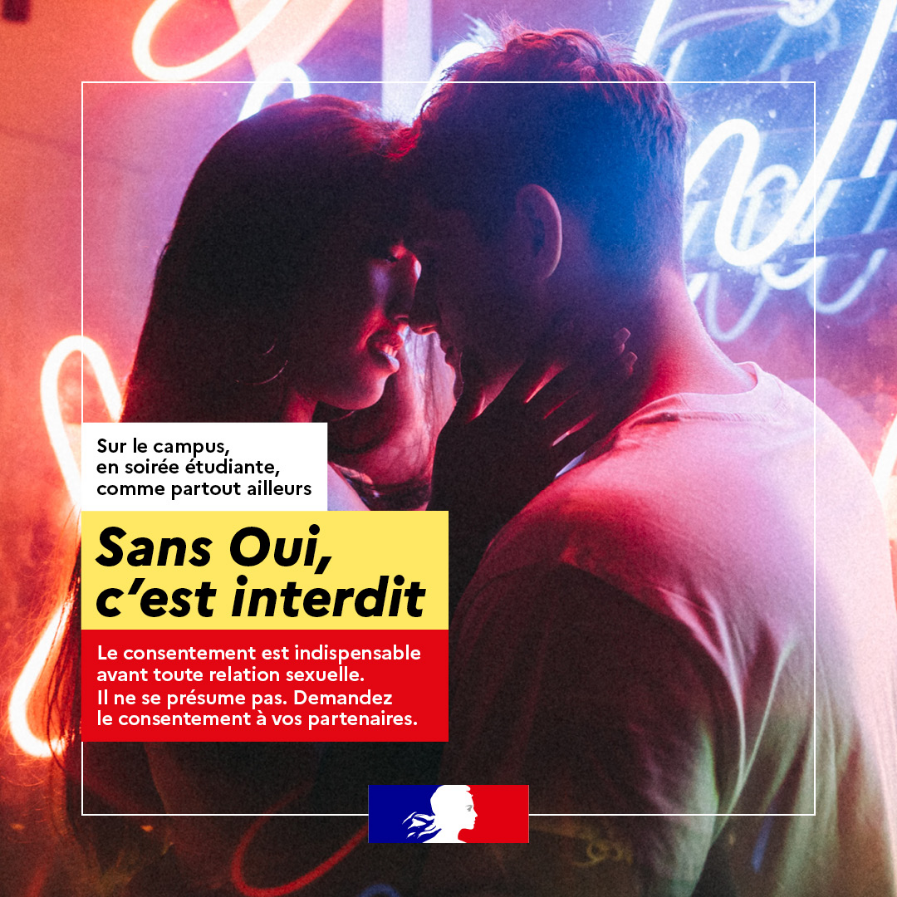 Sur le campus,
en soirée étudiante,
comme partout ailleurs
Sans Oui,
c’est interdit
Le consentement est indispensable
avant toute relation sexuelle.
Il ne se présume pas. Demandez
le consentement à vos partenaires.